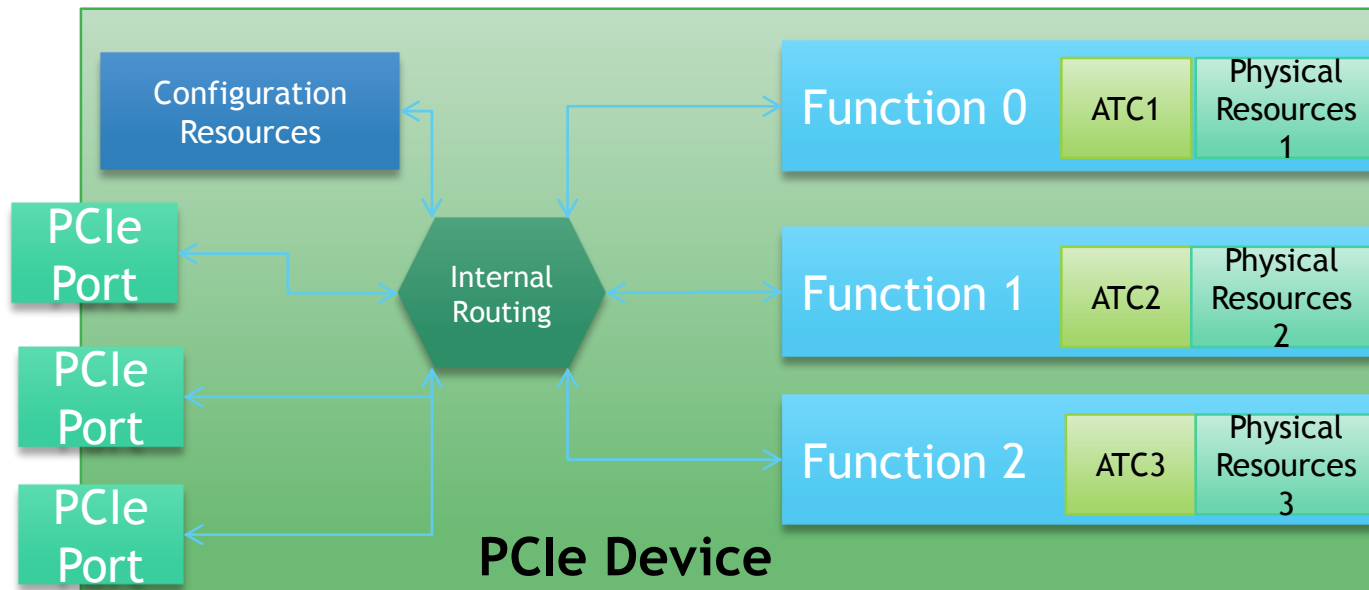 Configuration
Resources
PCIe
Port
PCIe
Port
PCIe
Port
Internal
Routing
Function 0
ATC1
Physical
Resources
1
Function 1
ATC2
Physical
Resources
2
Function 2
ATC3
Physical
Resources
3
PCIe Device